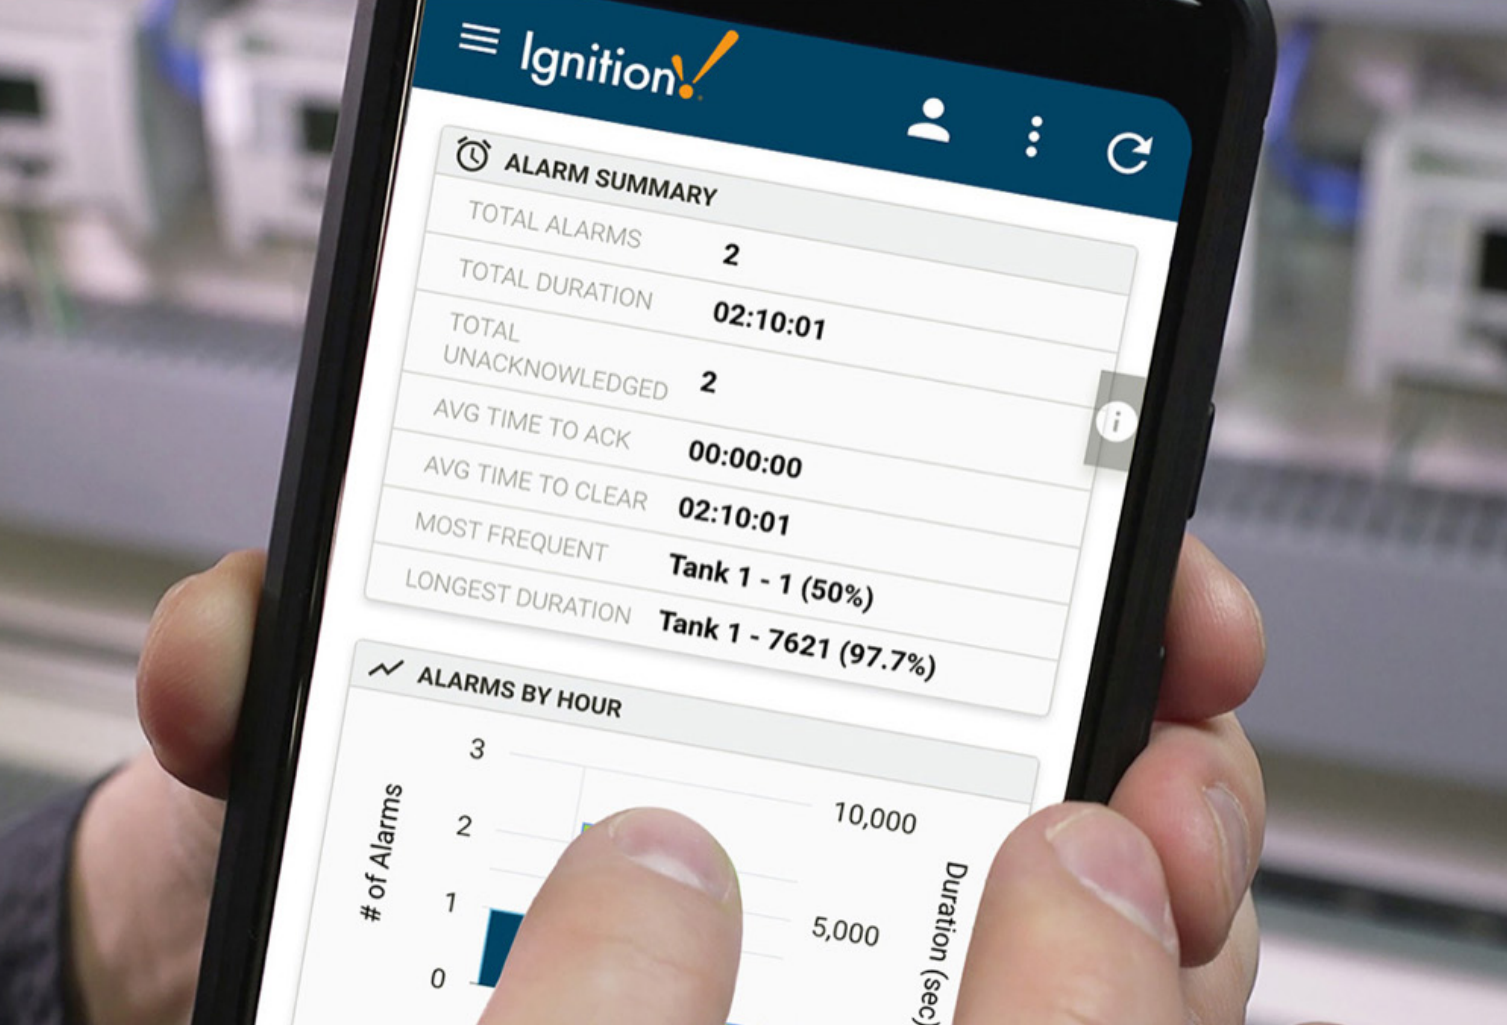 Ignition!
ALARM SUMMARY
TOTAL ALARMS 2
TOTAL DURATION 02:10:01
TOTAL
UNACKNOWLEDGED 2
AVG TIME TO ACK 00:00:00
AVG TIME TO CLEAR 02:10:01
MOST FREQUENT Tank 1 - 1 (50%)
LONGEST DURATION Tank 1 - 7621 (97.7%)
i
ALARMS BY HOUR
3
10,000
2
1
5,000
0
# of Alarms
Duration (sec)